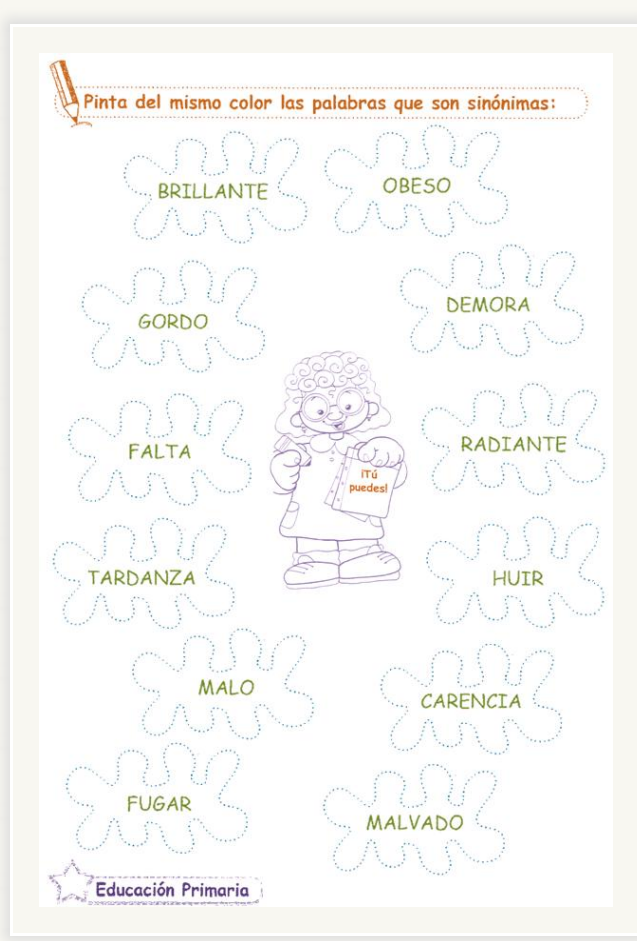 Pinta del mismo color las palabras que son sinónimas:
BRILLANTE
OBESO
GORDO
DEMORA
FALTA
RADIANTE
¡Tú
puedes!
TARDANZA
HUIR
MALO
CARENCIA
FUGAR
MALVADO
Educación Primaria